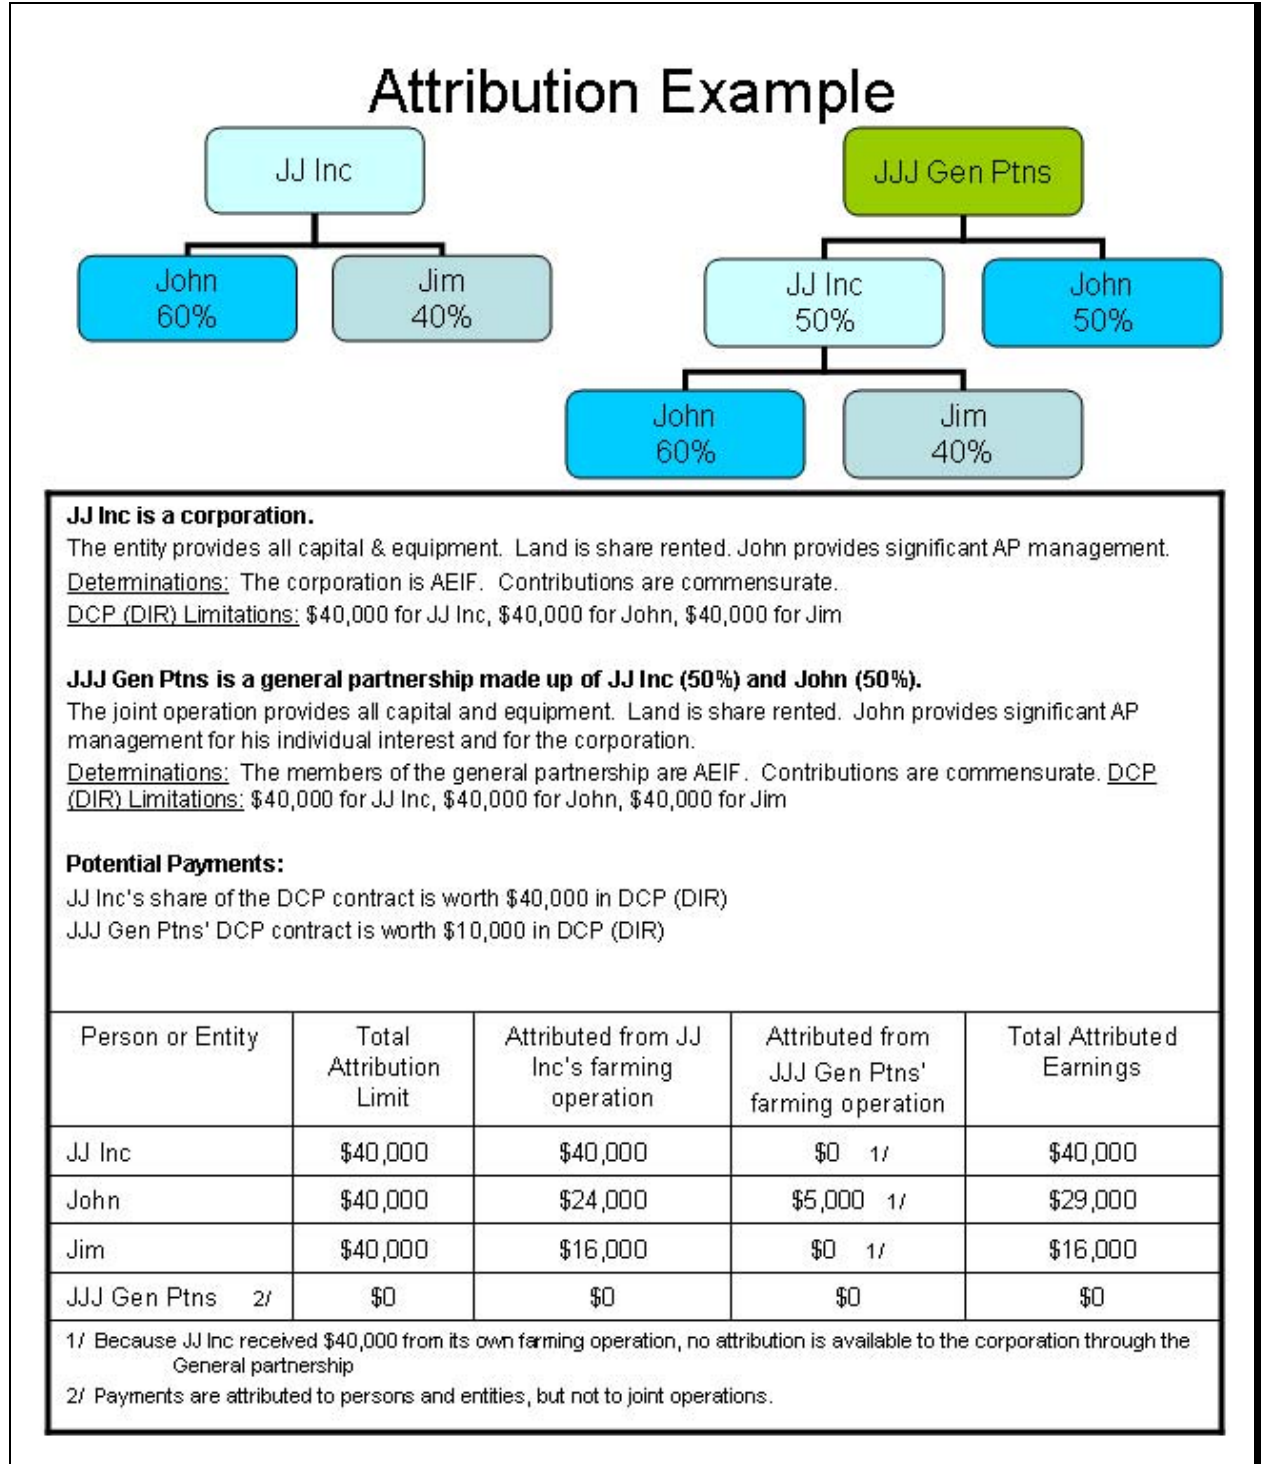 Attribution Example
JJ Inc
JJJ Gen Ptns
John
60%
Jim
40%
JJ Inc
50%
John
50%
John
60%
Jim
40%
JJ Inc is a corporation.
The entity provides all capital & equipment. Land is share rented. John provides significant AP management.
Determinations: The corporation is AEIF. Contributions are commensurate.
DCP (DIR) Limitations: $40,000 for JJ Inc, $40,000 for John, $40,000 for Jim
JJJ Gen Ptns is a general partnership made up of JJ Inc (50%) and John (50%).
The joint operation provides all capital and equipment. Land is share rented. John provides significant AP
management for his individual interest and for the corporation.
Determinations: The members of the general partnership are AEIF. Contributions are commensurate. DCP
(DIR) Limitations: $40,000 for JJ Inc, $40,000 for John, $40,000 for Jim
Potential Payments:
JJ Inc's share of the DCP contract is worth $40,000 in DCP (DIR)
JJJ Gen Ptns' DCP contract is worth $10,000 in DCP (DIR)
Person or Entity
Total
Attribution
Limit
Attributed from JJ
Inc's farming
operation
Attributed from
JJJ Gen Ptns'
farming operation
Total Attributed
Earnings
JJ Inc $40,000 $40,000 $0 1/ $40,000
John $40,000 $24,000 $5,000 1/ $29,000
Jim $40,000 $16,000 $0 1/ $16,000
JJJ Gen Ptns 2/ $0 $0 $0 $0
1/ Because JJ Inc received $40,000 from its own farming operation, no attribution is available to the corporation through the
General partnership
2/ Payments are attributed to persons and entities, but not to joint operations.